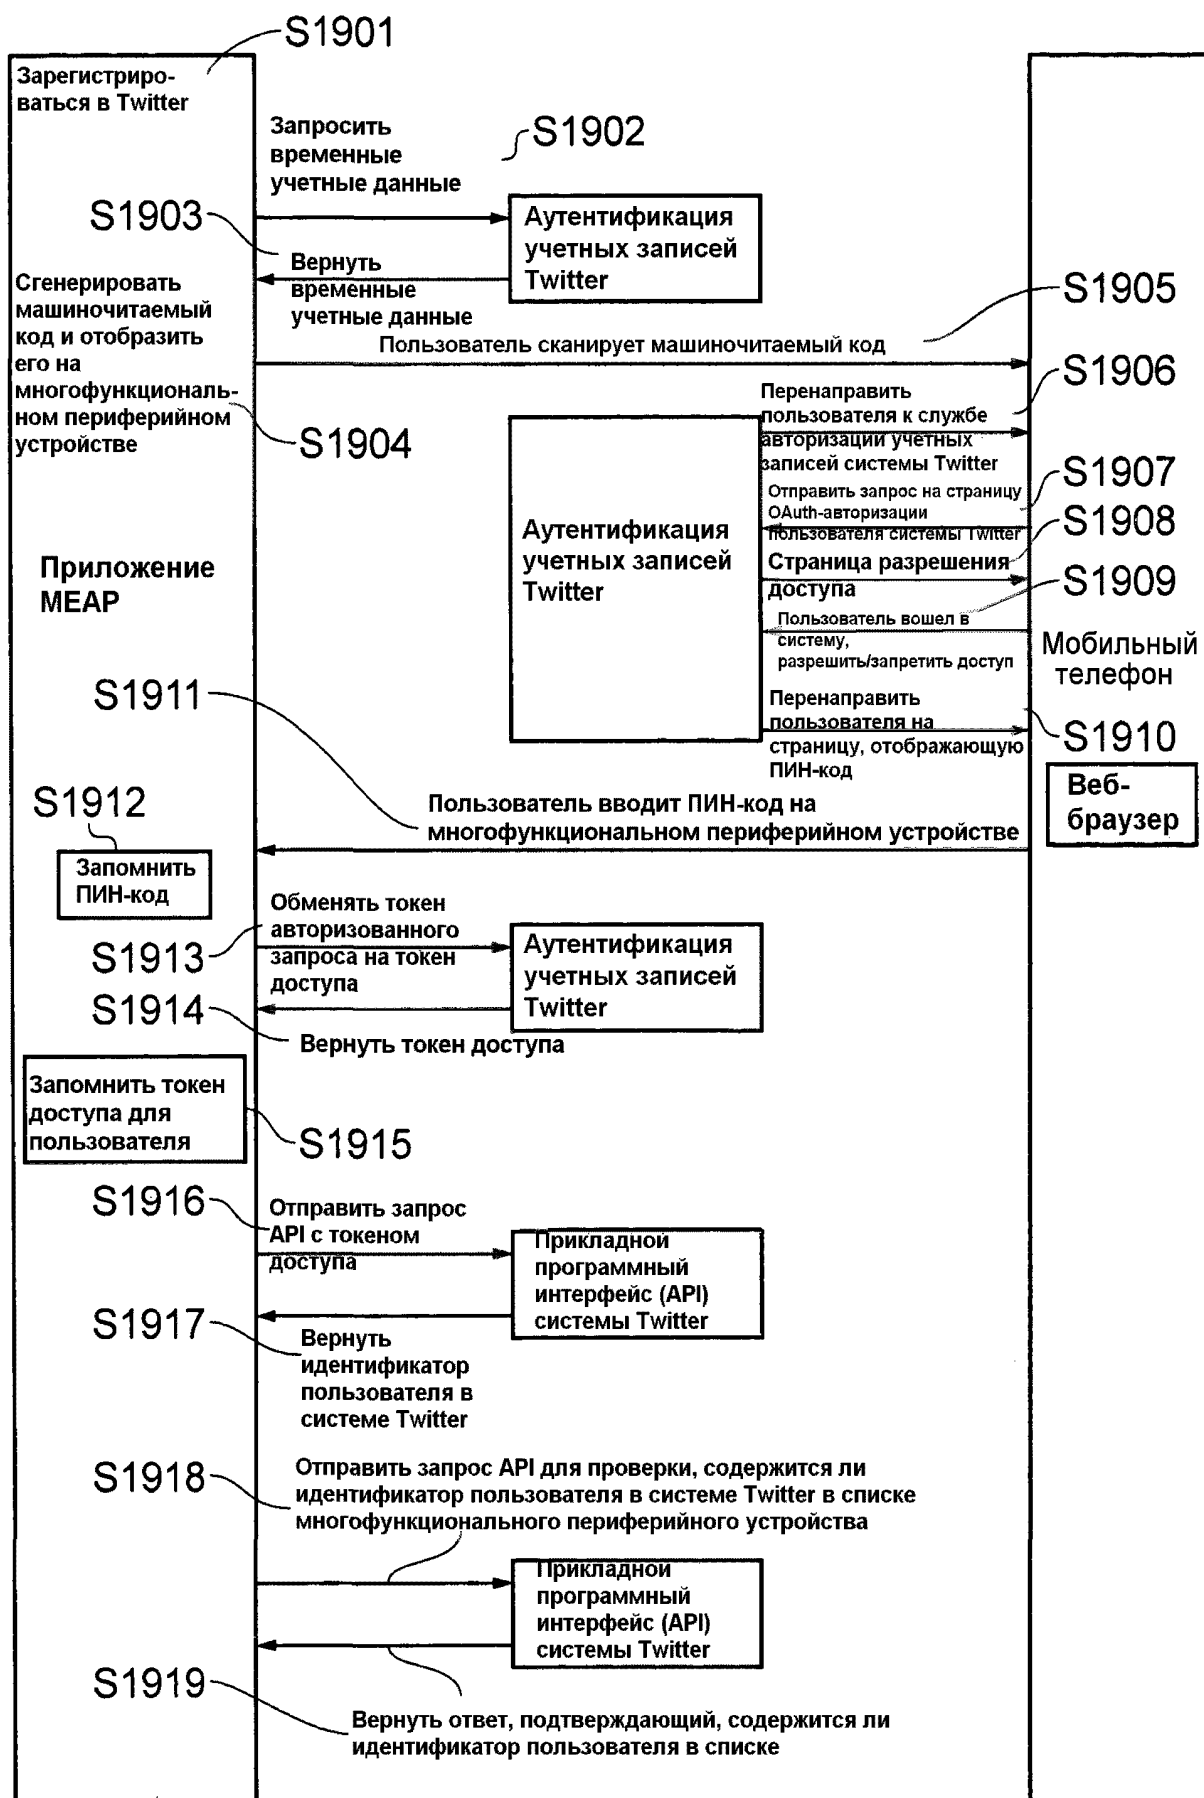 S1901
Зарегистриро-
ваться в Twitter
Запросить
временные
учетные данные
S1902
S1903
Аутентификация
учетных записей
Twitter
Вернуть
временные
учетные данные
Сгенерировать
машиночитаемый
код и отобразить
его на
многофункциональ-
ном периферийном
устройстве
S1904
S1905
Пользователь сканирует машиночитаемый код
S1906
Перенаправить
пользователя к службе
авторизации учетных
записей системы Twitter
S1907
Отправить запрос на страницу
OAuth-авторизации
пользователя системы Twitter
S1908
Аутентификация
учетных записей
Twitter
Страница разрешения
доступа
S1909
Приложение
MEAP
Пользователь вошел в
систему,
разрешить/запретить доступ
Мобильный
телефон
S1911
Перенаправить
пользователя на
страницу, отображающую
ПИН-код
S1910
Веб-
браузер
S1912
Пользователь вводит ПИН-код на
многофункциональном периферийном устройстве
Запомнить
ПИН-код
Обменять токен
авторизованного
запроса на токен
доступа
S1913
Аутентификация
учетных записей
Twitter
S1914
Вернуть токен доступа
Запомнить токен
доступа для
пользователя
S1915
S1916
Отправить запрос
API с токеном
доступа
Прикладной
программный
интерфейс (API)
системы Twitter
S1917
Вернуть
идентификатор
пользователя в
системе Twitter
S1918
Отправить запрос API для проверки, содержится ли
идентификатор пользователя в системе Twitter в списке
многофункционального периферийного устройства
Прикладной
программный
интерфейс (API)
системы Twitter
S1919
Вернуть ответ, подтверждающий, содержится ли
идентификатор пользователя в списке